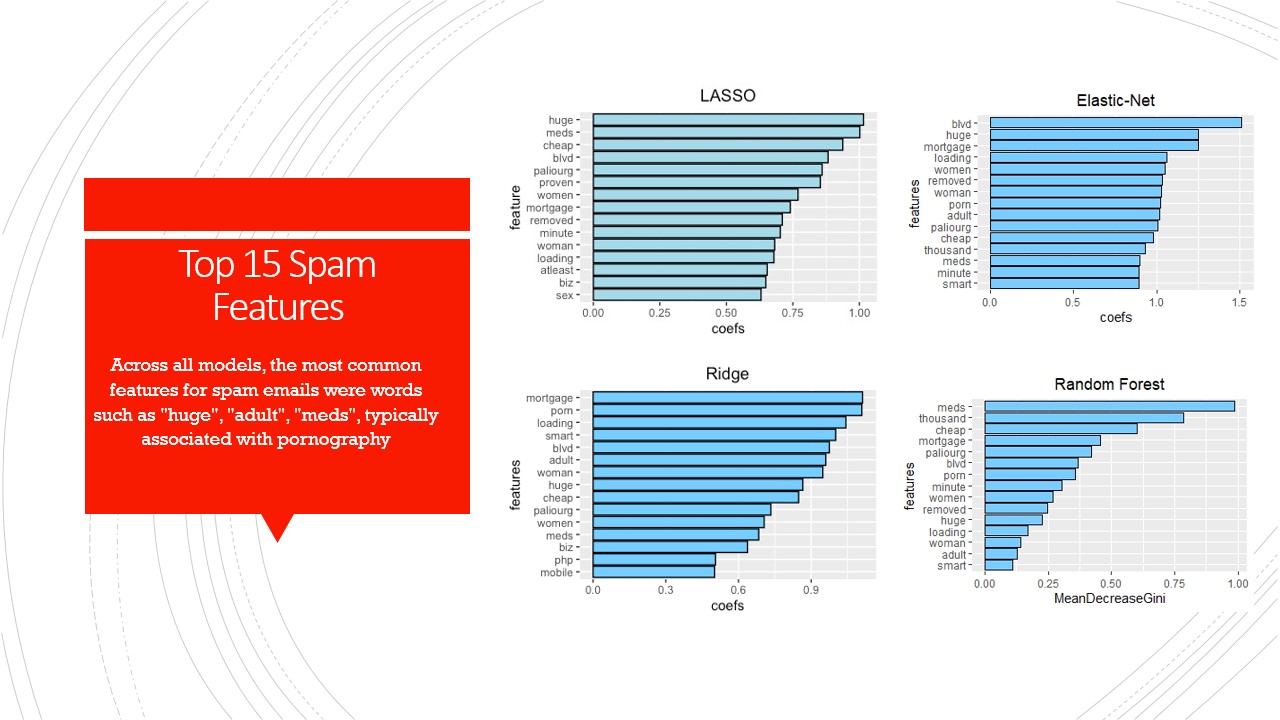 Top 15 Spam
Features
Across all models, the most common
features for spam emails were words
such as "huge", "adult", "meds", typically
associated with pornography
LASSO
feature
huge
meds
cheap
blvd
paliourg
proven
women
mortgage
removed
minute
woman
loading
atleast
biz
sex
0.00 0.25 0.50 0.75 1.00
coefs
Elastic-Net
features
blvd
huge
mortgage
loading
women
removed
woman
porn
adult
paliourg
cheap
thousand
meds
minute
smart
0.0 0.5 1.0 1.5
coefs
Ridge
features
mortgage
porn
loading
smart
blvd
adult
woman
huge
cheap
paliourg
women
meds
biz
php
mobile
0.0 0.3 0.6 0.9
coefs
Random Forest
features
meds
thousand
cheap
mortgage
paliourg
blvd
porn
minute
women
removed
huge
loading
woman
adult
smart
0.00 0.25 0.50 0.75 1.00
MeanDecreaseGini